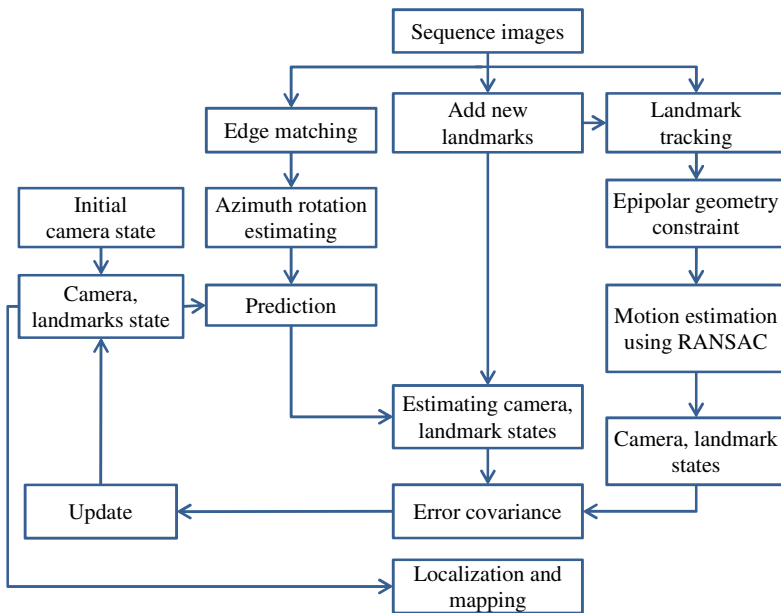 Sequence images
Edge matching
Add new
landmarks
Landmark
tracking
Initial
camera state
Azimuth rotation
estimating
Epipolar geometry
constraint
Camera,
landmarks state
Prediction
Motion estimation
using RANSAC
Estimating camera,
landmark states
Camera, landmark
states
Update
Error covariance
Localization and
mapping